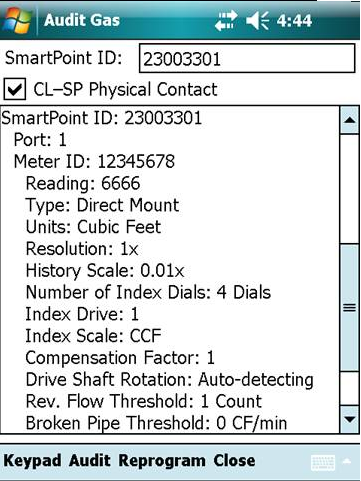 Audit Gas 4:44
SmartPoint ID: 23003301
CL–SP Physical Contact
SmartPoint ID: 23003301
Port: 1
Meter ID: 12345678
Reading: 6666
Type: Direct Mount
Units: Cubic Feet
Resolution: 1x
History Scale: 0.01x
Number of Index Dials: 4 Dials
Index Drive: 1
Index Scale: CCF
Compensation Factor: 1
Drive Shaft Rotation: Auto-detecting
Rev. Flow Threshold: 1 Count
Broken Pipe Threshold: 0 CF/min
Keypad Audit Reprogram Close